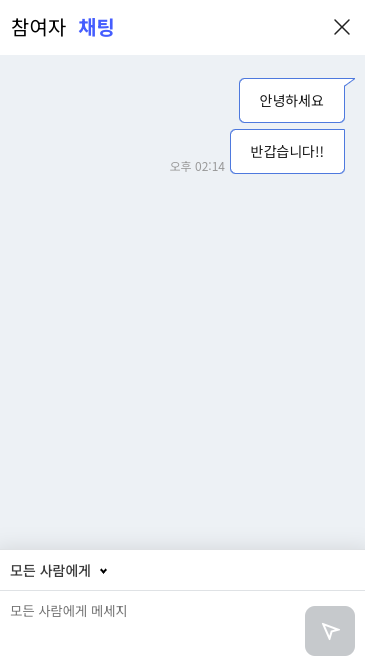 참여자 채팅
안녕하세요
반갑습니다!!
오후 02:14
모든 사람에게
모든 사람에게 메세지